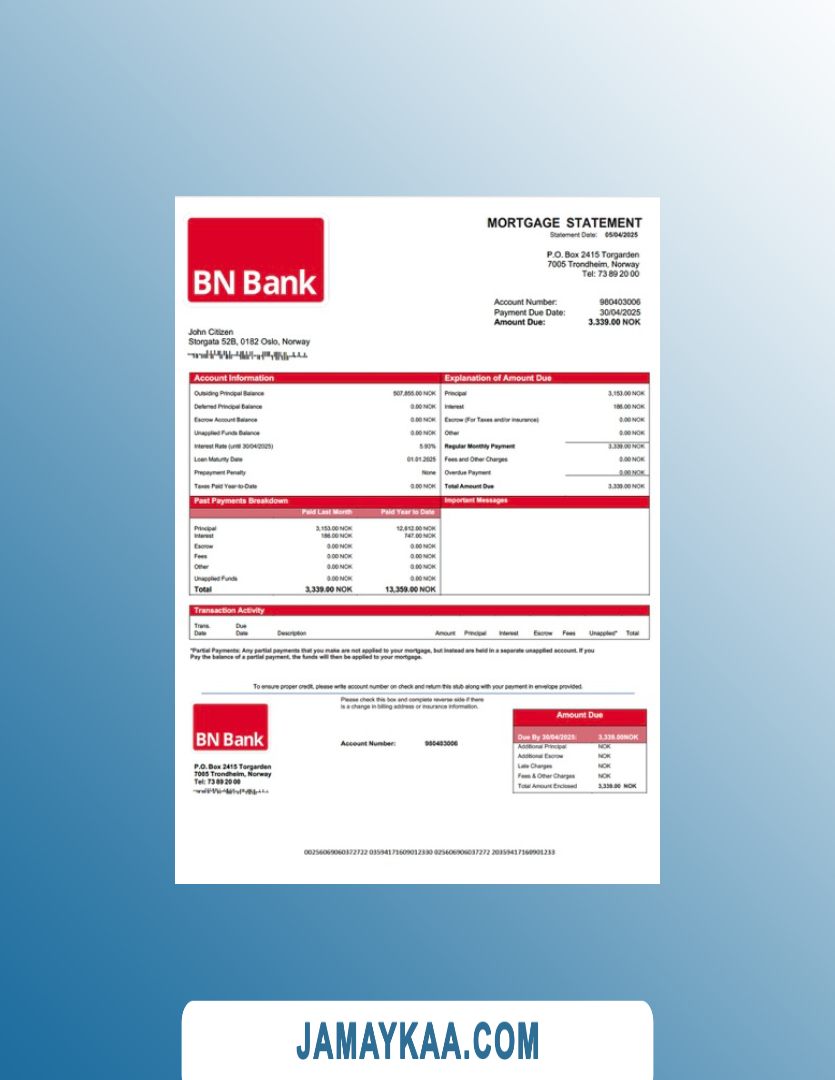 BN Bank
MORTGAGE STATEMENT
Statement Date: 05/04/2025
P.O. Box 2415 Torgarden
7005 Trondheim, Norway
Tel: 73 89 20 00
Account Number: 980403006
Payment Due Date: 30/04/2025
Amount Due: 3.339.00 NOK
John Citizen
Storgata 52B, 0182 Oslo, Norway
Account Information
Outsiding Principal Balance 507,855.00 NOK
Deferred Principal Balance 0.00 NOK
Escrow Account Balance 0.00 NOK
Unapplied Funds Balance 0.00 NOK
Interest Rate (until 30/04/2025) 5.93%
Loan Maturity Date 01.01.2025
Prepayment Penalty None
Taxes Paid Year-to-Date 0.00 NOK
Explanation of Amount Due
Principal 3,153.00 NOK
Interest 186.00 NOK
Escrow (For Taxes and/or insurance) 0.00 NOK
Other 0.00 NOK
Regular Monthly Payment 3,339.00 NOK
Fees and Other Charges 0.00 NOK
Overdue Payment 0.00 NOK
Total Amount Due 3,339.00 NOK
Past Payments Breakdown
Paid Last Month Paid Year to Date
Principal 3,153.00 NOK 12,612.00 NOK
Interest 186.00 NOK 747.00 NOK
Escrow 0.00 NOK 0.00 NOK
Fees 0.00 NOK 0.00 NOK
Other 0.00 NOK 0.00 NOK
Unapplied Funds 0.00 NOK 0.00 NOK
Total 3,339.00 NOK 13,359.00 NOK
Important Messages
Transaction Activity
Trans. Date Due Date Description Amount Principal Interest Escrow Fees Unapplied* Total
*Partial Payments: Any partial payments that you make are not applied to your mortgage, but instead are held in a separate unapplied account. If you
Pay the balance of a partial payment, the funds will then be applied to your mortgage.
To ensure proper credit, please write account number on check and return this stub along with your payment in envelope provided.
Please check this box and complete reverse side if there
is a change in billing address or insurance information.
BN Bank
Account Number: 980403006
P.O. Box 2415 Torgarden
7005 Trondheim, Norway
Tel: 73 89 20 00
Amount Due
Due By 30/04/2025: 3,339.00NOK
Additional Principal NOK
Additional Escrow NOK
Late Charges NOK
Fees & Other Charges NOK
Total Amount Enclosed 3,339.00 NOK
00256069060372722 03594171609012330 025606906037272 20359417160901233
JAMAYKAA.COM